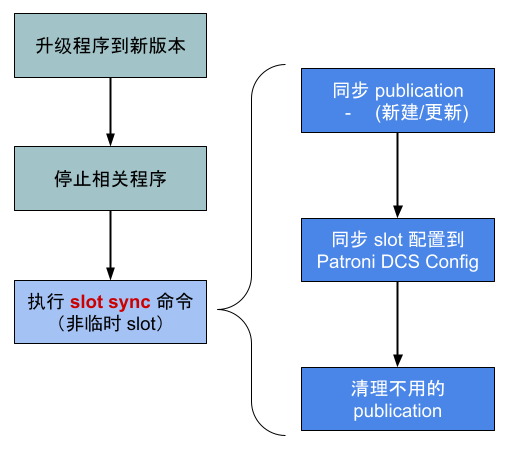 升级程序到新版本
停止相关程序
执行 slot sync 命令
（非临时 slot）
同步 publication
- (新建/更新)
同步 slot 配置到
Patroni DCS Config
清理不用的
publication